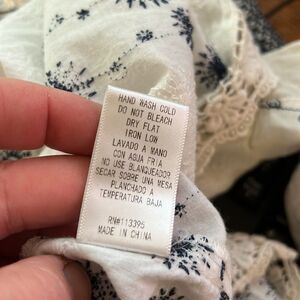 HAND WASH COLD
DO NOT BLEACH
DRY FLAT
IRON LOW
LAVADO A MANO
CON AGUA FRIA
NO USE BLANQUEADOR
SECAR SOBRE UNA MESA
PLANCHADO A
TEMPERATURA BAJA
RN#113395
MADE IN CHINA